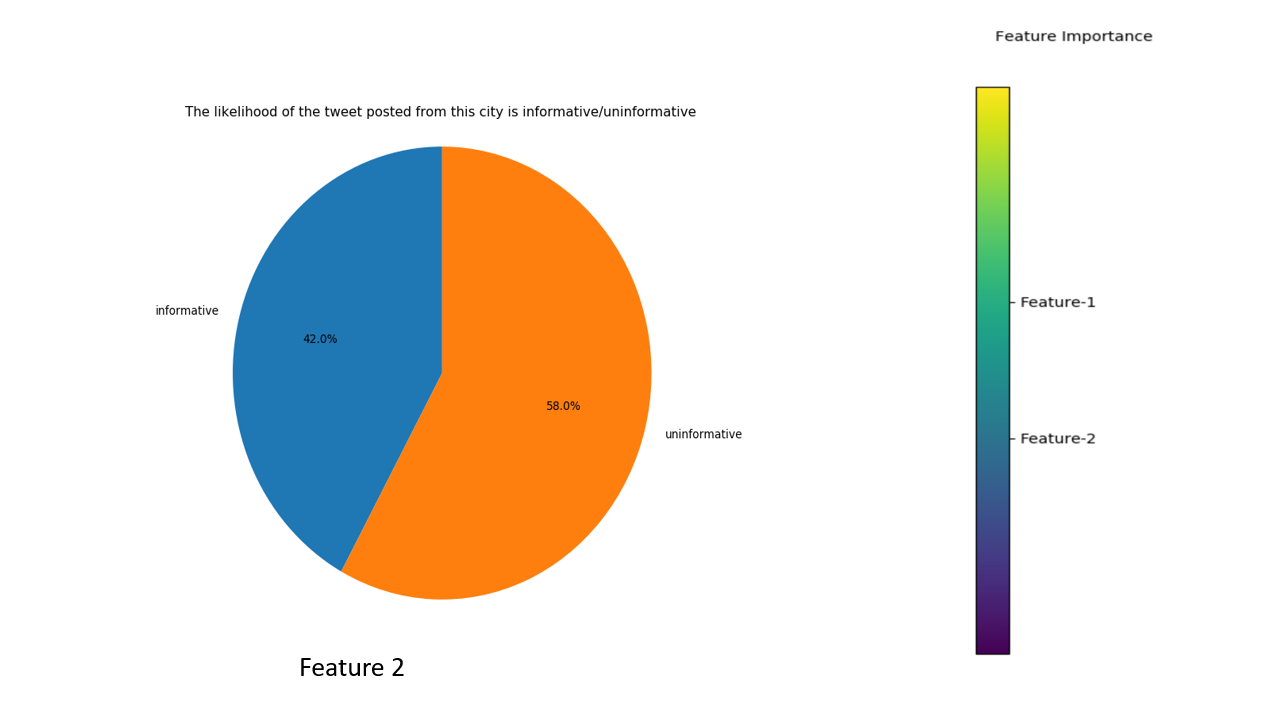 Feature Importance
The likelihood of the tweet posted from this city is informative/uninformative
informative
42.0%
58.0%
uninformative
Feature-1
Feature-2
Feature 2